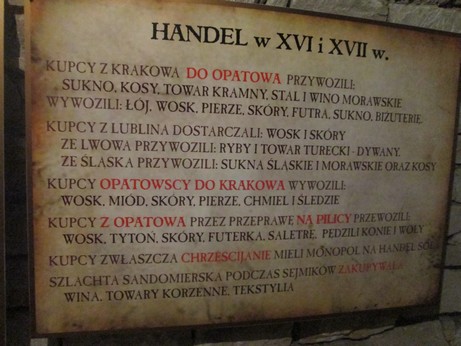 HANDEL w XVI i XVII w.
KUPCY Z KRAKOWA DO OPATOWA PRZYWOZILI:
SUKNO, KOSY, TOWAR KRAMNY, STAL I WINO MORAWSKIE
WYWOZILI: ŁÓJ, WOSK, PIERZE, SKÓRY, FUTRA, SUKNO, BIŻUTERIE,
KUPCY Z LUBLINA DOSTARCZALI: WOSK I SKÓRY
ZE LWOWA PRZYWOZILI: RYBY I TOWAR TURECKI - DYWANY,
ZE ŚLĄSKA PRZYWOZILI: SUKNA ŚLĄSKIE I MORAWSKIE ORAZ KOSY
KUPCY OPATOWSCY DO KRAKOWA WYWOZILI:
WOSK, MIÓD, SKÓRY, PIERZE, CHMIEL I ŚLEDZIE
KUPCY Z OPATOWA PRZEZ PRZEPRAWĘ NA PILICY PRZEWOZILI:
WOSK, TYTOŃ, SKÓRY, FUTERKA, SALETRĘ, PĘDZILI KONIE I WOŁY
KUPCY ZWŁASZCZA CHRZEŚCIJANIE MIELI MONOPOL NA HANDEL SOLĄ
SZLACHTA SANDOMIERSKA PODCZAS SEJMIKÓW ZAKUPYWAŁA
WINA, TOWARY KORZENNE, TEKSTYLIA